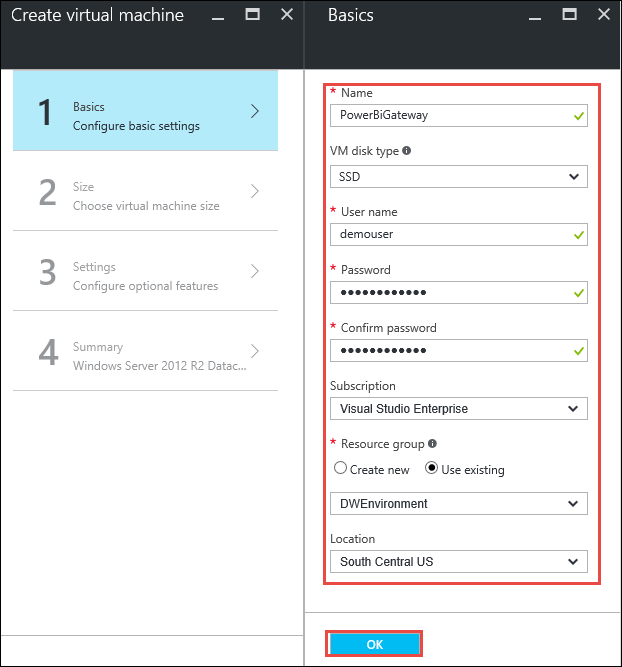 Create virtual machine
1
Basics
Configure basic settings
2
Size
Choose virtual machine size
3
Settings
Configure optional features
4
Summary
Windows Server 2012 R2 Datac...
Basics
* Name
PowerBiGateway
VM disk type
SSD
* User name
demouser
* Password
••••••••••••
* Confirm password
••••••••••••
Subscription
Visual Studio Enterprise
* Resource group
Create new Use existing
DWEnvironment
Location
South Central US
OK